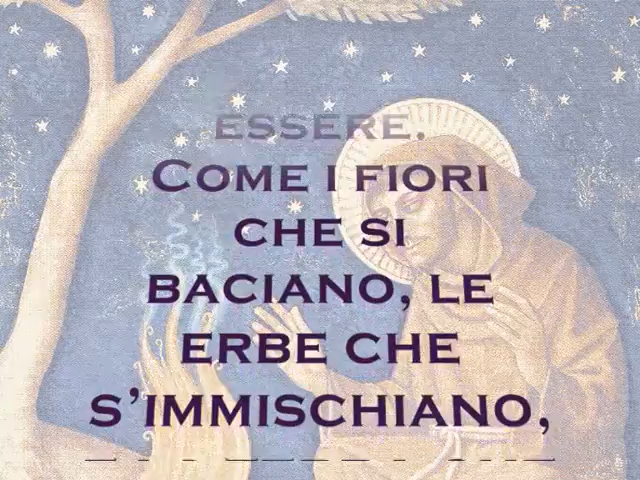 ESSERE.
COME I FIORI
CHE SI
BACIANO, LE
ERBE CHE
S'IMMISCHIANO,